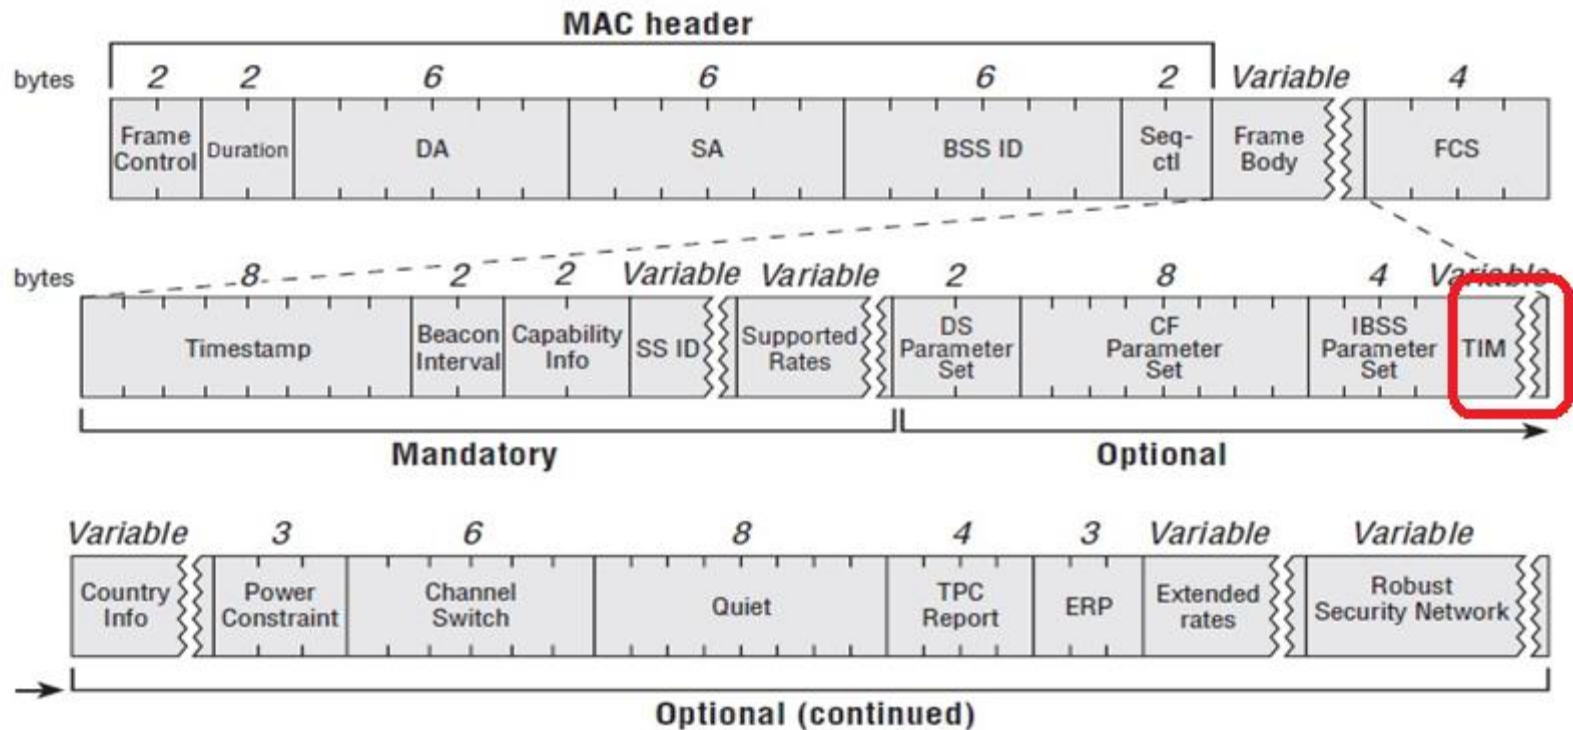 MAC header
bytes 2 2 6 6 6 2 Variable 4
Frame Control Duration DA SA BSS ID Seq-ctl Frame Body FCS
bytes 8 2 2 Variable Variable 2 8 4 Variable
Timestamp Beacon Interval Capability Info SS ID Supported Rates DS Parameter Set CF Parameter Set IBSS Parameter Set TIM
Mandatory Optional
Variable 3 6 8 4 3 Variable Variable
Country Info Power Constraint Channel Switch Quiet TPC Report ERP Extended rates Robust Security Network
Optional (continued)